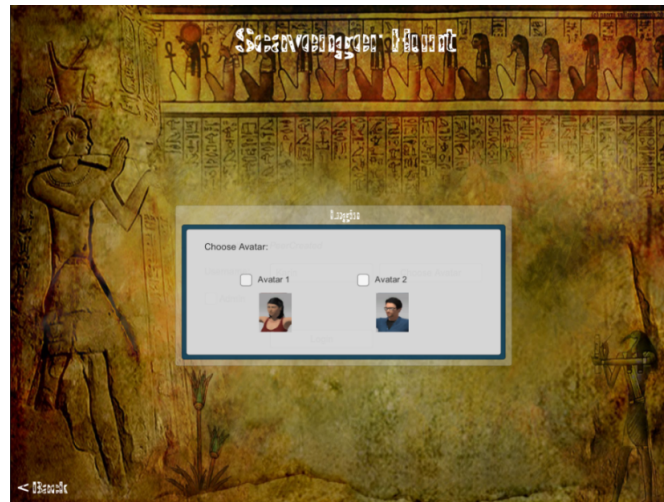 Scavenger Hunt
Login
Choose Avatar:
Avatar 1
Avatar 2
< Back